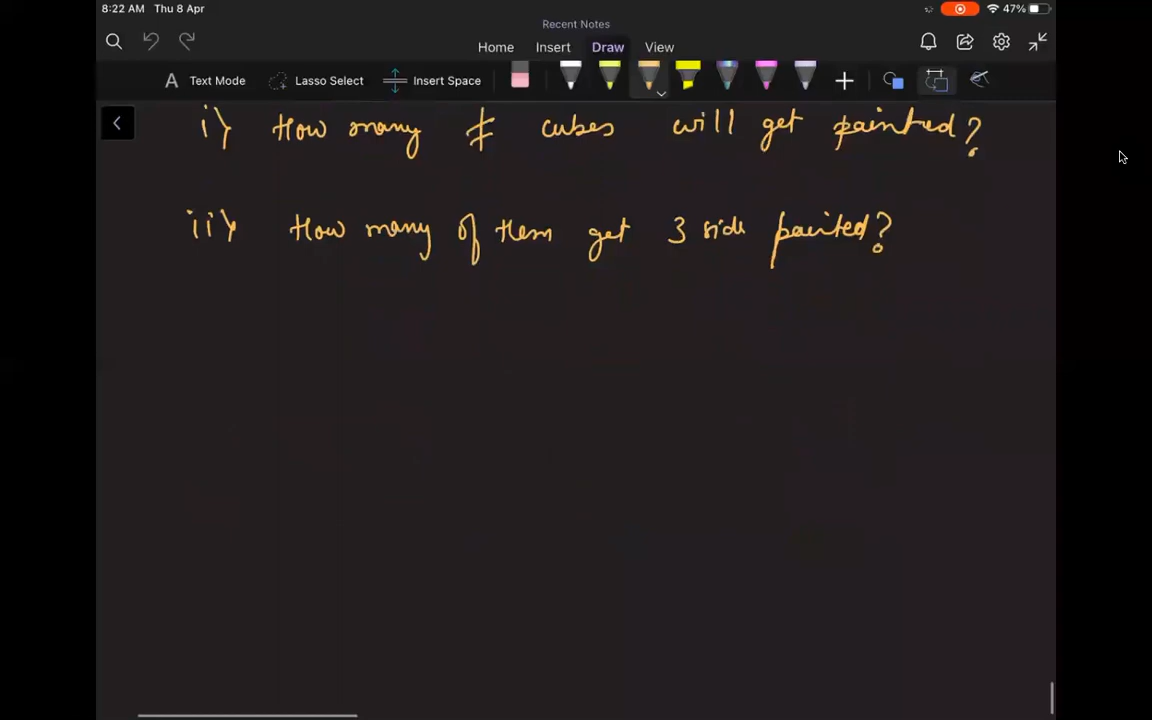 8:22 AM Thu 8 Apr
47%
Recent Notes
Home Insert Draw View
Text Mode Lasso Select Insert Space
i) How many cubes will get painted?
ii) How many of them get 3 side painted?